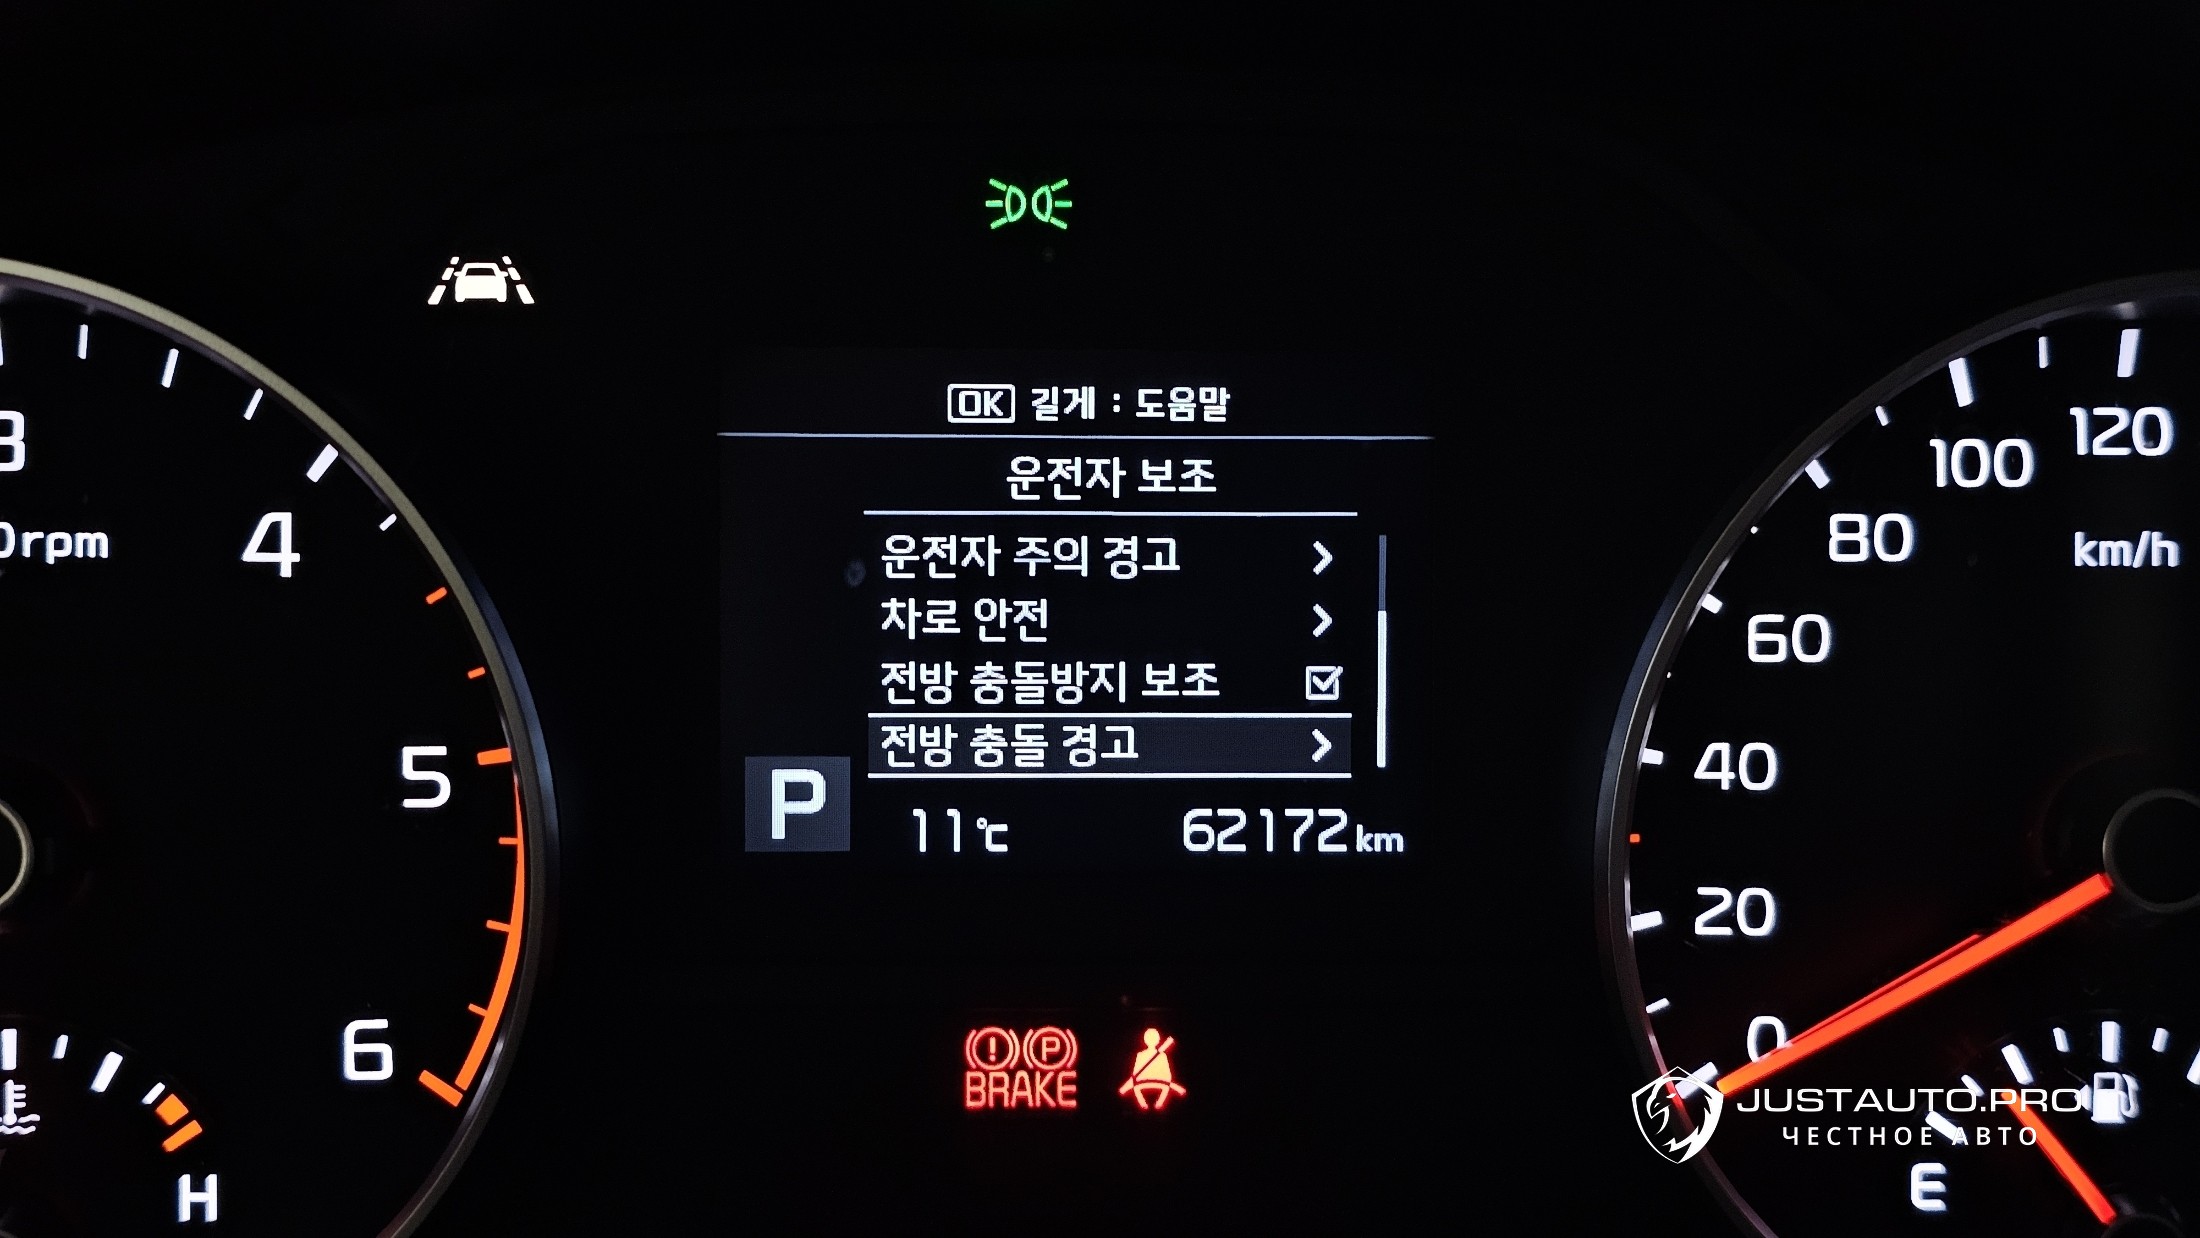 OK 길게 : 도움말
운전자 보조
운전자 주의 경고
차로 안전
전방 충돌방지 보조
전방 충돌 경고
P
11℃
62172km
3
0rpm
4
5
6
H
120
100
km/h
80
60
40
20
0
E
(!) (P)
BRAKE
JUSTAUTO.PRO
ЧЕСТНОЕ АВТО